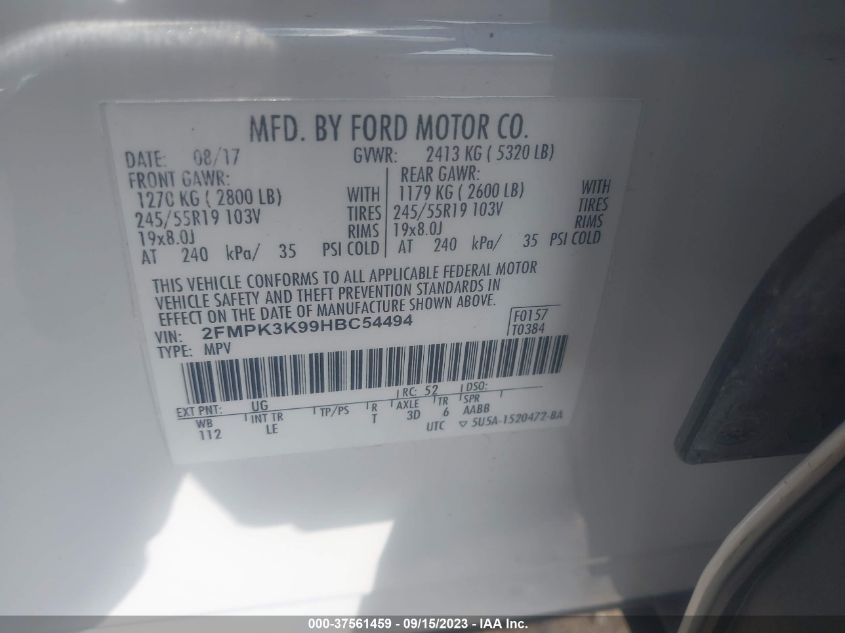 MFD. BY FORD MOTOR CO.
DATE: 08/17 GVWR: 2413 KG ( 5320 LB)
FRONT GAWR: REAR GAWR:
1270 KG ( 2800 LB) WITH 1179 KG ( 2600 LB) WITH
245/55R19 103V TIRES 245/55R19 103V TIRES
19x8.0J RIMS 19x8.0J RIMS
AT 240 kPa/ 35 PSI COLD AT 240 kPa/ 35 PSI COLD
THIS VEHICLE CONFORMS TO ALL APPLICABLE FEDERAL MOTOR
VEHICLE SAFETY AND THEFT PREVENTION STANDARDS IN
EFFECT ON THE DATE OF MANUFACTURE SHOWN ABOVE.
VIN: 2FMPK3K99HBC54494 F0157
TYPE: MPV T0384
EXT PNT: UG RC: 52 DSO:
WB INT TR TP/PS R AXLE TR SPR
112 LE T 3D 6 AABB
UTC ▽ 5U5A-1520472-BA
000-37561459 - 09/15/2023 - USA Inc.